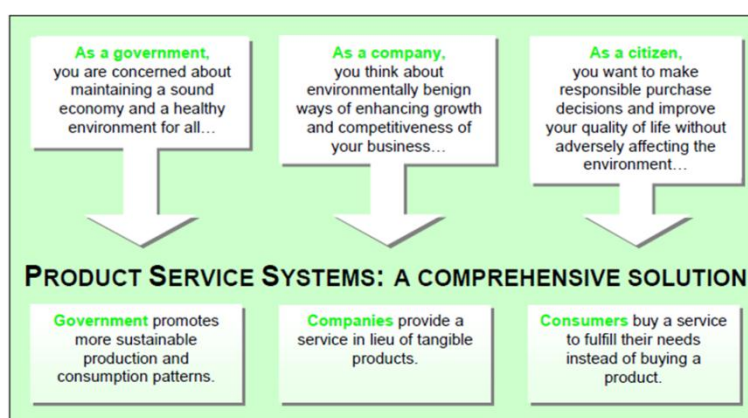 As a government,
you are concerned about
maintaining a sound
economy and a healthy
environment for all…
As a company,
you think about
environmentally benign
ways of enhancing growth
and competitiveness of
your business…
As a citizen,
you want to make
responsible purchase
decisions and improve
your quality of life without
adversely affecting the
environment…
PRODUCT SERVICE SYSTEMS: A COMPREHENSIVE SOLUTION
Government promotes
more sustainable
production and
consumption patterns.
Companies provide a
service in lieu of tangible
products.
Consumers buy a service
to fulfill their needs
instead of buying a
product.